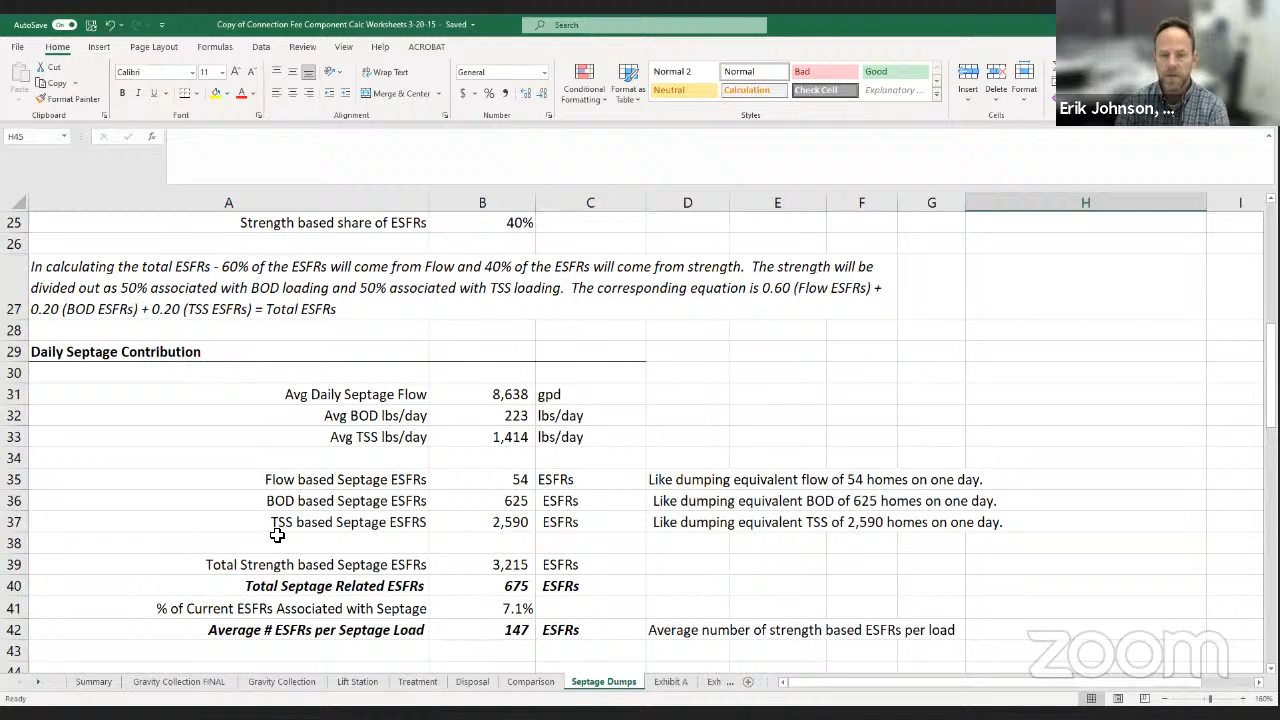 AutoSave On Copy of Connection Fee Component Calc Worksheets 3-20-15 - Saved Search
File Home Insert Page Layout Formulas Data Review View Help ACROBAT
Paste Cut Copy Format Painter Clipboard
Calibri 11 Font
Wrap Text Merge & Center Alignment
General Number
Conditional Formatting Format as Table
Normal 2 Normal Bad Good
Neutral Calculation Check Cell Explanatory ...
Styles
Insert Delete Format Cells
Erik Johnson, ...
H45 fx
A B C D E F G H I
25 Strength based share of ESFRs 40%
26
In calculating the total ESFRs - 60% of the ESFRs will come from Flow and 40% of the ESFRs will come from strength. The strength will be
divided out as 50% associated with BOD loading and 50% associated with TSS loading. The corresponding equation is 0.60 (Flow ESFRs) +
27 0.20 (BOD ESFRs) + 0.20 (TSS ESFRs) = Total ESFRs
28
29 Daily Septage Contribution
30
31 Avg Daily Septage Flow 8,638 gpd
32 Avg BOD lbs/day 223 lbs/day
33 Avg TSS lbs/day 1,414 lbs/day
34
35 Flow based Septage ESFRs 54 ESFRs Like dumping equivalent flow of 54 homes on one day.
36 BOD based Septage ESFRs 625 ESFRs Like dumping equivalent BOD of 625 homes on one day.
37 TSS based Septage ESFRS 2,590 ESFRs Like dumping equivalent TSS of 2,590 homes on one day.
38
39 Total Strength based Septage ESFRs 3,215 ESFRs
40 Total Septage Related ESFRs 675 ESFRs
41 % of Current ESFRs Associated with Septage 7.1%
42 Average # ESFRs per Septage Load 147 ESFRs Average number of strength based ESFRs per load
43
44
zoom
Summary Gravity Collection FINAL Gravity Collection Lift Station Treatment Disposal Comparison Septage Dumps Exhibit A Exh ...
Ready 160%